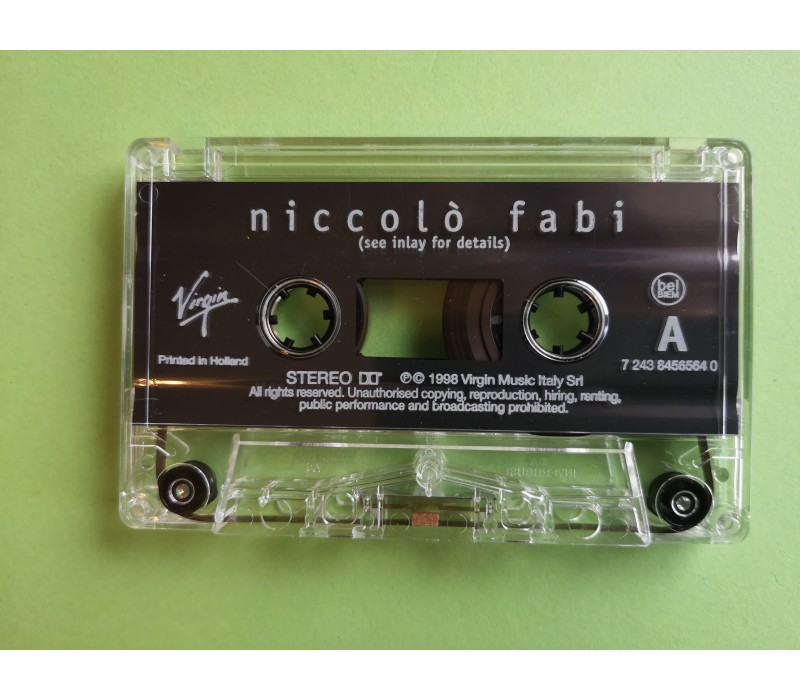 niccolò fabi
(see inlay for details)
Virgin
bel
BIEM
A
Printed in Holland
7 243 8456564 0
STEREO ℗© 1998 Virgin Music Italy Srl
All rights reserved. Unauthorised copying, reproduction, hiring, renting,
public performance and broadcasting prohibited.